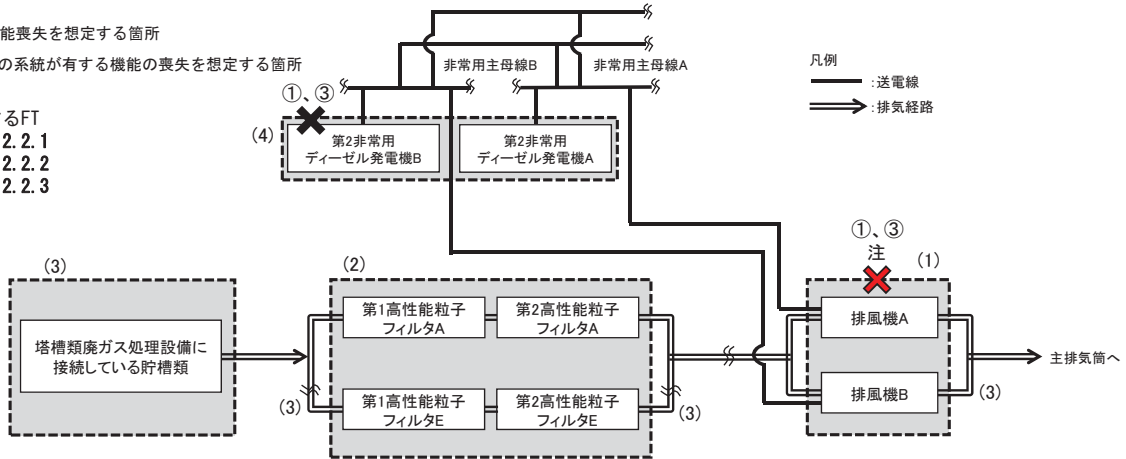 能喪失を想定する箇所
の系統が有する機能の喪失を想定する箇所
るFT
2.2.1
2.2.2
2.2.3
非常用主母線B
非常用主母線A
凡例
:送電線
:排気経路
①、③
(4)
第2非常用
ディーゼル発電機B
第2非常用
ディーゼル発電機A
(3)
塔槽類廃ガス処理設備に
接続している貯槽類
(2)
第1高性能粒子
フィルタA
第2高性能粒子
フィルタA
(3)
第1高性能粒子
フィルタE
第2高性能粒子
フィルタE
(3)
①、③
注
(1)
排風機A
排風機B
(3)
主排気筒へ